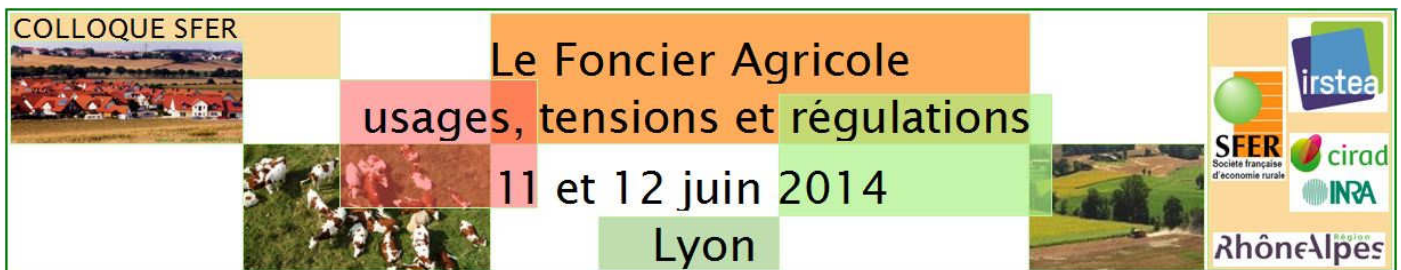 COLLOQUE SFER
Le Foncier Agricole
usages, tensions et régulations
11 et 12 juin 2014
Lyon
irstea
SFER
Société française
d'économie rurale
cirad
INRA
Région
RhôneAlpes